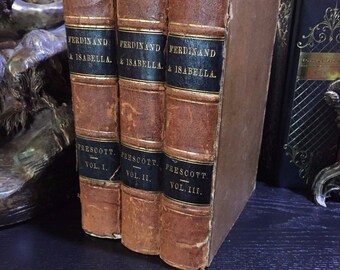 FERDINAND
& ISABELLA.
PRESCOTT.
VOL. I.
FERDINAND
& ISABELLA.
PRESCOTT.
VOL. II.
FERDINAND
& ISABELLA.
PRESCOTT.
VOL. III.